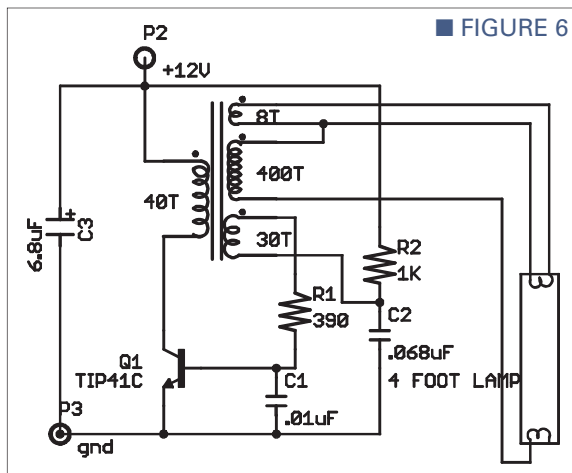 ■ FIGURE 6
P2
+12V
8T
400T
40T
30T
6.8uF
+
C3
R2
1K
R1
390
C2
.068uF
Q1
TIP41C
C1
.01uF
4 FOOT LAMP
P3
gnd